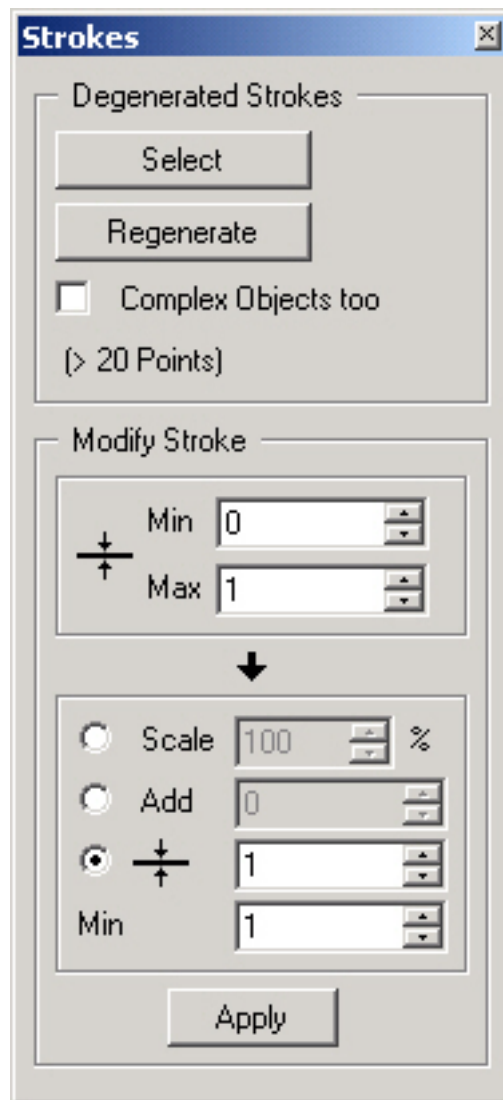 Strokes
Degenerated Strokes
Select
Regenerate
Complex Objects too
(> 20 Points)
Modify Stroke
Min 0
Max 1
Scale 100 %
Add 0
1
Min 1
Apply